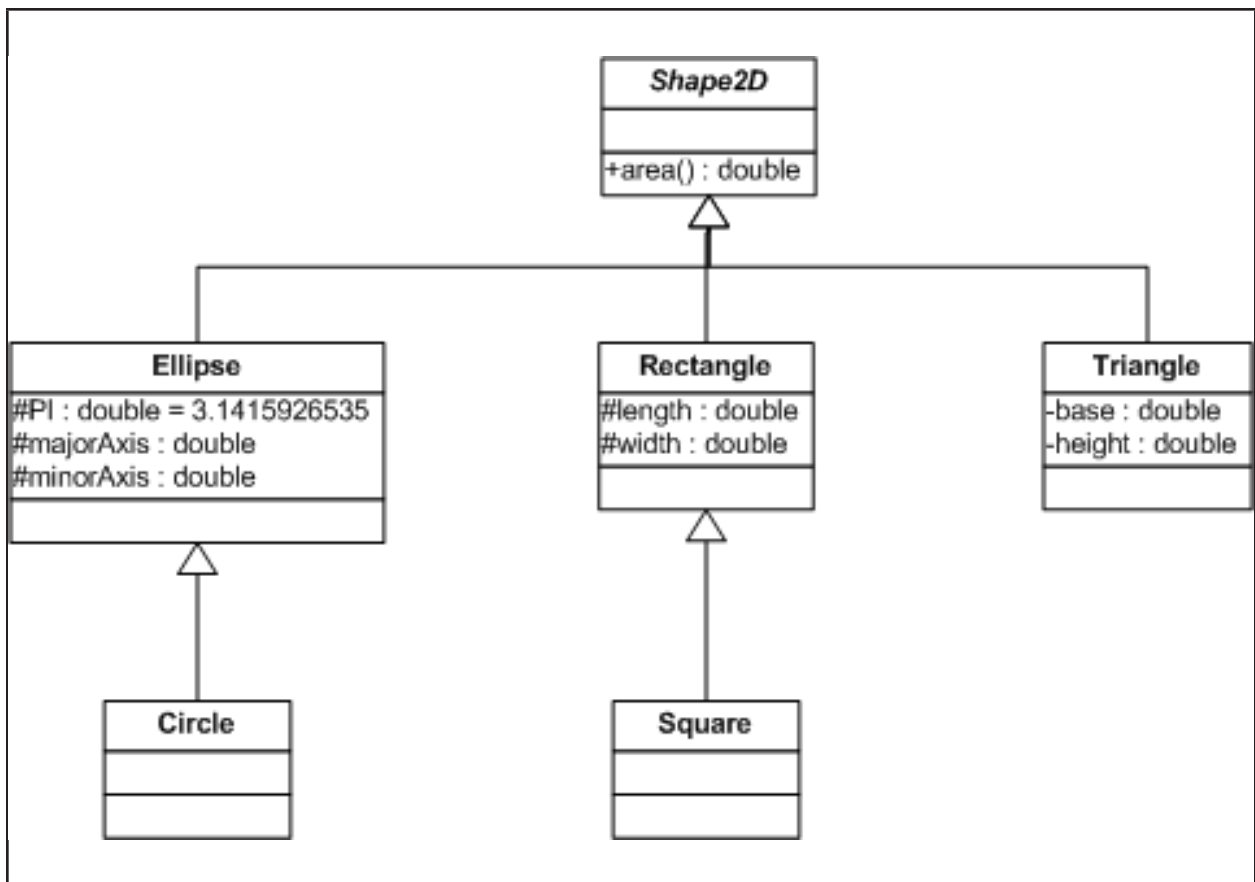 Shape2D
+area() : double
Ellipse
#PI : double = 3.1415926535
#majorAxis : double
#minorAxis : double
Rectangle
#length : double
#width : double
Triangle
-base : double
-height : double
Circle
Square